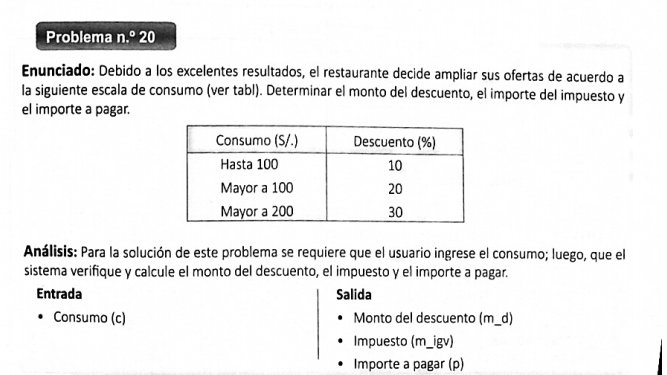 Problema n.º 20
Enunciado: Debido a los excelentes resultados, el restaurante decide ampliar sus ofertas de acuerdo a
la siguiente escala de consumo (ver tabl). Determinar el monto del descuento, el importe del impuesto y
el importe a pagar.
Consumo (S/.) Descuento (%)
Hasta 100 10
Mayor a 100 20
Mayor a 200 30
Análisis: Para la solución de este problema se requiere que el usuario ingrese el consumo; luego, que el
sistema verifique y calcule el monto del descuento, el impuesto y el importe a pagar.
Entrada Salida
• Consumo (c) • Monto del descuento (m_d)
• Impuesto (m_igv)
• Importe a pagar (p)